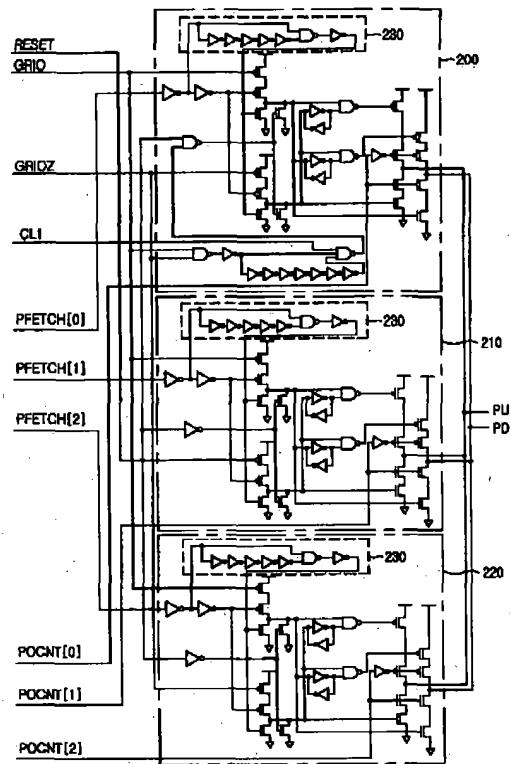 RESET
GRIO
GRIOZ
CLI
PFETCH[0]
PFETCH[1]
PFETCH[2]
POCNT[0]
POCNT[1]
POCNT[2]
230
200
230
210
PU
PD
230
220